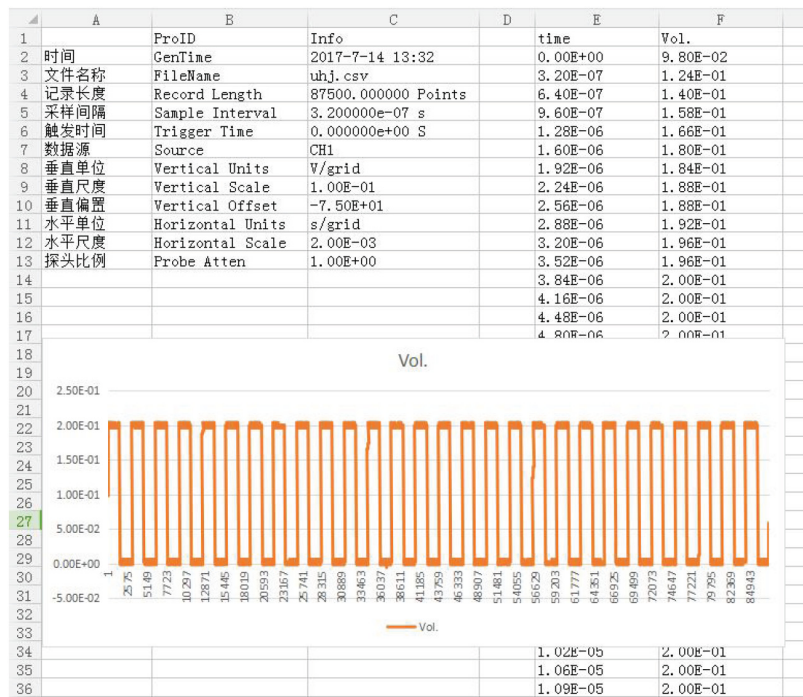 A B C D E F
1 ProID Info time Vol.
2 时间 GenTime 2017-7-14 13:32 0.00E+00 9.80E-02
3 文件名称 FileName uhj.csv 3.20E-07 1.24E-01
4 记录长度 Record Length 87500.000000 Points 6.40E-07 1.40E-01
5 采样间隔 Sample Interval 3.200000e-07 s 9.60E-07 1.58E-01
6 触发时间 Trigger Time 0.000000e+00 S 1.28E-06 1.66E-01
7 数据源 Source CH1 1.60E-06 1.80E-01
8 垂直单位 Vertical Units V/grid 1.92E-06 1.84E-01
9 垂直尺度 Vertical Scale 1.00E-01 2.24E-06 1.88E-01
10 垂直偏置 Vertical Offset -7.50E+01 2.56E-06 1.88E-01
11 水平单位 Horizontal Units s/grid 2.88E-06 1.92E-01
12 水平尺度 Horizontal Scale 2.00E-03 3.20E-06 1.96E-01
13 探头比例 Probe Atten 1.00E+00 3.52E-06 1.96E-01
14 3.84E-06 2.00E-01
15 4.16E-06 2.00E-01
16 4.48E-06 2.00E-01
17 4.80E-06 2.00E-01
18
Vol.
19
20
2.50E-01
21
22
2.00E-01
23
24
1.50E-01
25
1.00E-01
26
27
5.00E-02
28
29
0.00E+00
30
31
-5.00E-02
1 2575 5149 7723 10297 12871 15445 18019 20593 23167 25741 28315 30889 33463 36037 38611 41185 43759 46333 48907 51481 54055 56629 59203 61777 64351 66925 69499 72073 74647 77221 79795 82369 84943
32
33
Vol.
34 1.02E-05 2.00E-01
35 1.06E-05 2.00E-01
36 1.09E-05 2.00E-01